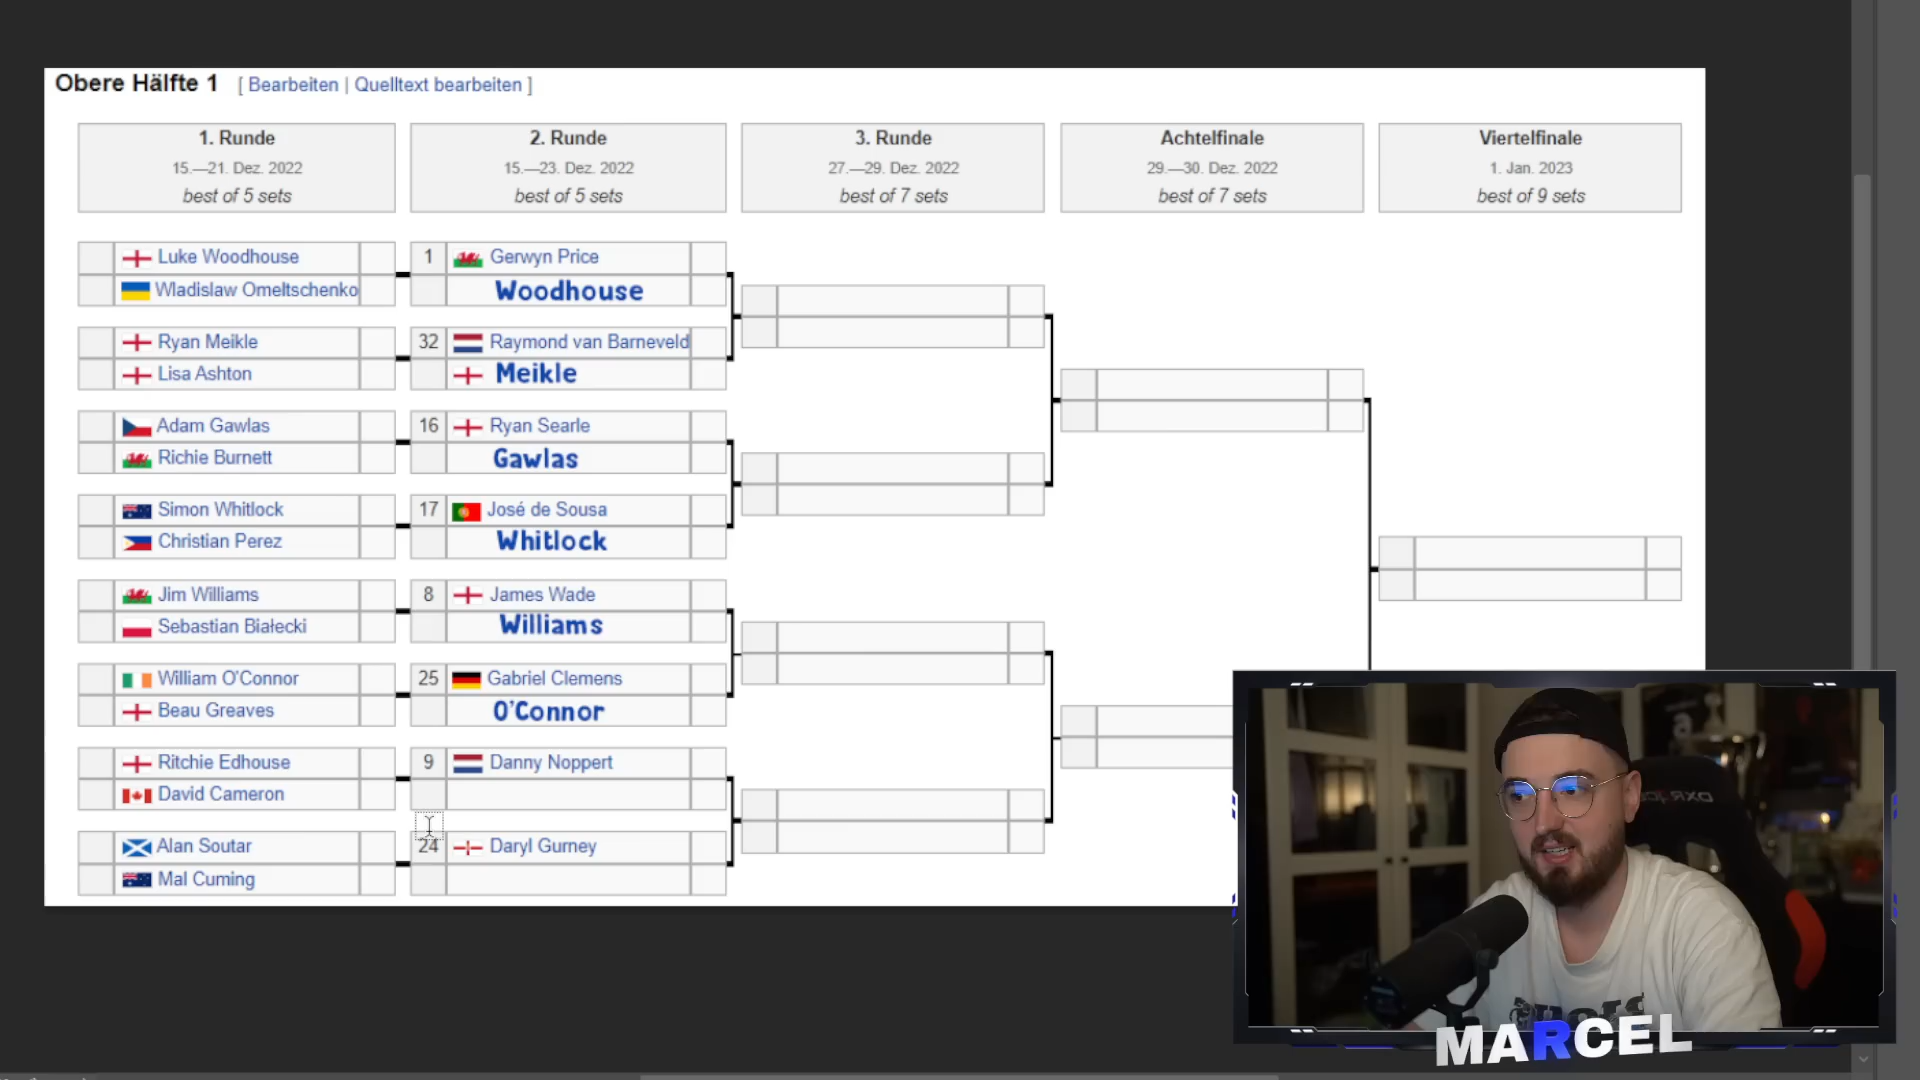 Obere Hälfte 1 [ Bearbeiten | Quelltext bearbeiten ]
1. Runde
15.—21. Dez. 2022
best of 5 sets
2. Runde
15.—23. Dez. 2022
best of 5 sets
3. Runde
27.—29. Dez. 2022
best of 7 sets
Achtelfinale
29.—30. Dez. 2022
best of 7 sets
Viertelfinale
1. Jan. 2023
best of 9 sets
Luke Woodhouse
Wladislaw Omeltschenko
Ryan Meikle
Lisa Ashton
Adam Gawlas
Richie Burnett
Simon Whitlock
Christian Perez
Jim Williams
Sebastian Białecki
William O'Connor
Beau Greaves
Ritchie Edhouse
David Cameron
Alan Soutar
Mal Cuming
1 Gerwyn Price
Woodhouse
32 Raymond van Barneveld
Meikle
16 Ryan Searle
Gawlas
17 José de Sousa
Whitlock
8 James Wade
Williams
25 Gabriel Clemens
O'Connor
9 Danny Noppert
24 Daryl Gurney
MARCEL